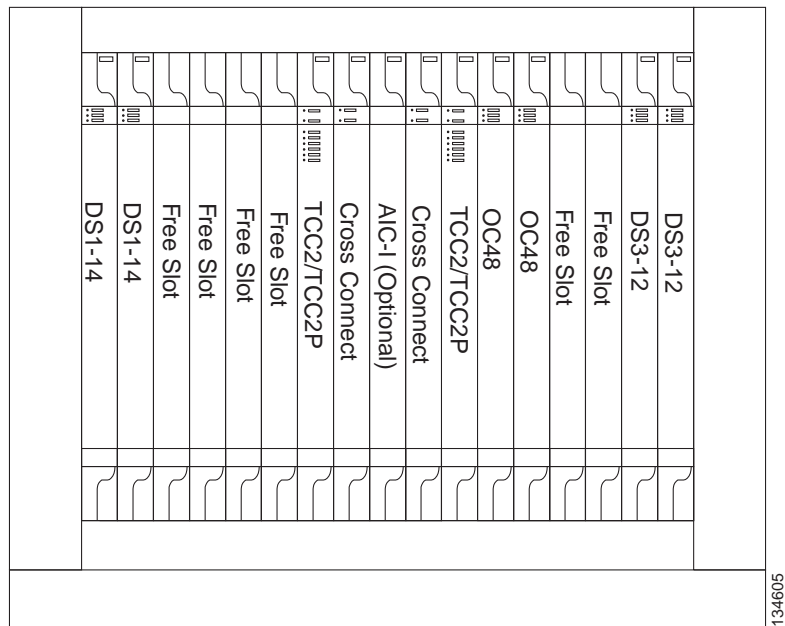 DS1-14
DS1-14
Free Slot
Free Slot
Free Slot
Free Slot
TCC2/TCC2P
Cross Connect
AIC-I (Optional)
Cross Connect
TCC2/TCC2P
OC48
OC48
Free Slot
Free Slot
DS3-12
DS3-12
134605